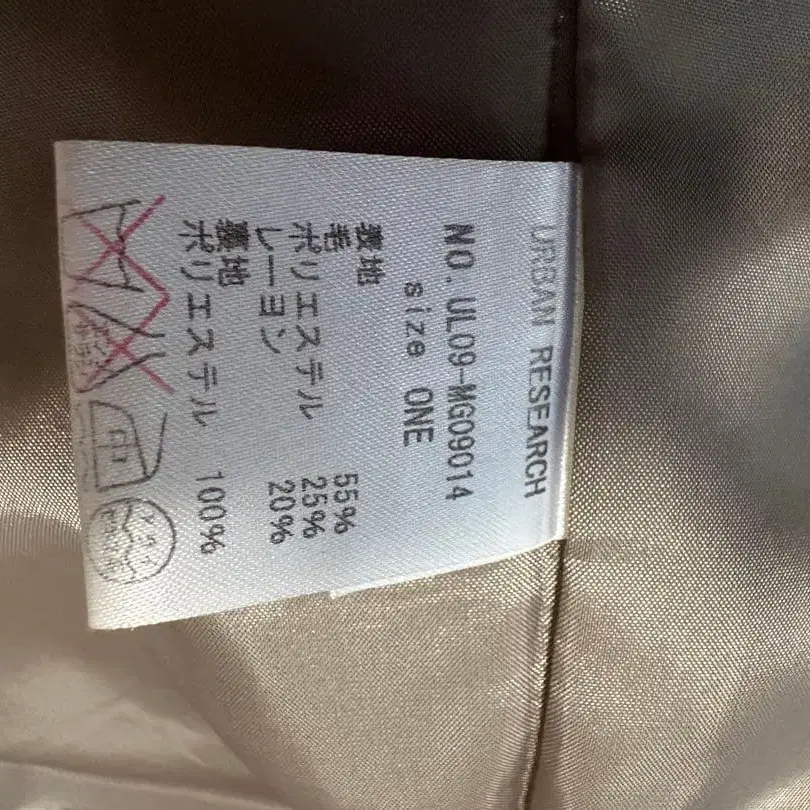 URBAN RESEARCH
NO. UL09-MG09014
size ONE
表地
毛 55%
ポリエステル 25%
レーヨン 20%
裏地
ポリエステル 100%
中